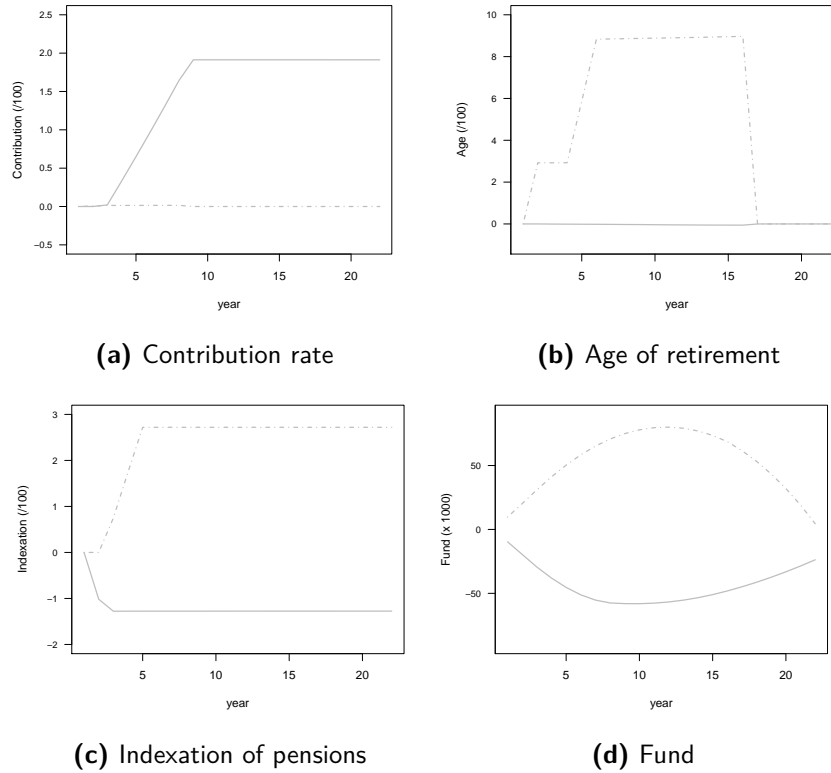 2.5
2.0
1.5
1.0
0.5
0.0
−0.5
Contribution (/100)
5 10 15 20
year
(a) Contribution rate
10
8
6
4
2
0
Age (/100)
5 10 15 20
year
(b) Age of retirement
3
2
1
0
−1
−2
Indexation (/100)
5 10 15 20
year
(c) Indexation of pensions
50
0
−50
Fund (x 1000)
5 10 15 20
year
(d) Fund